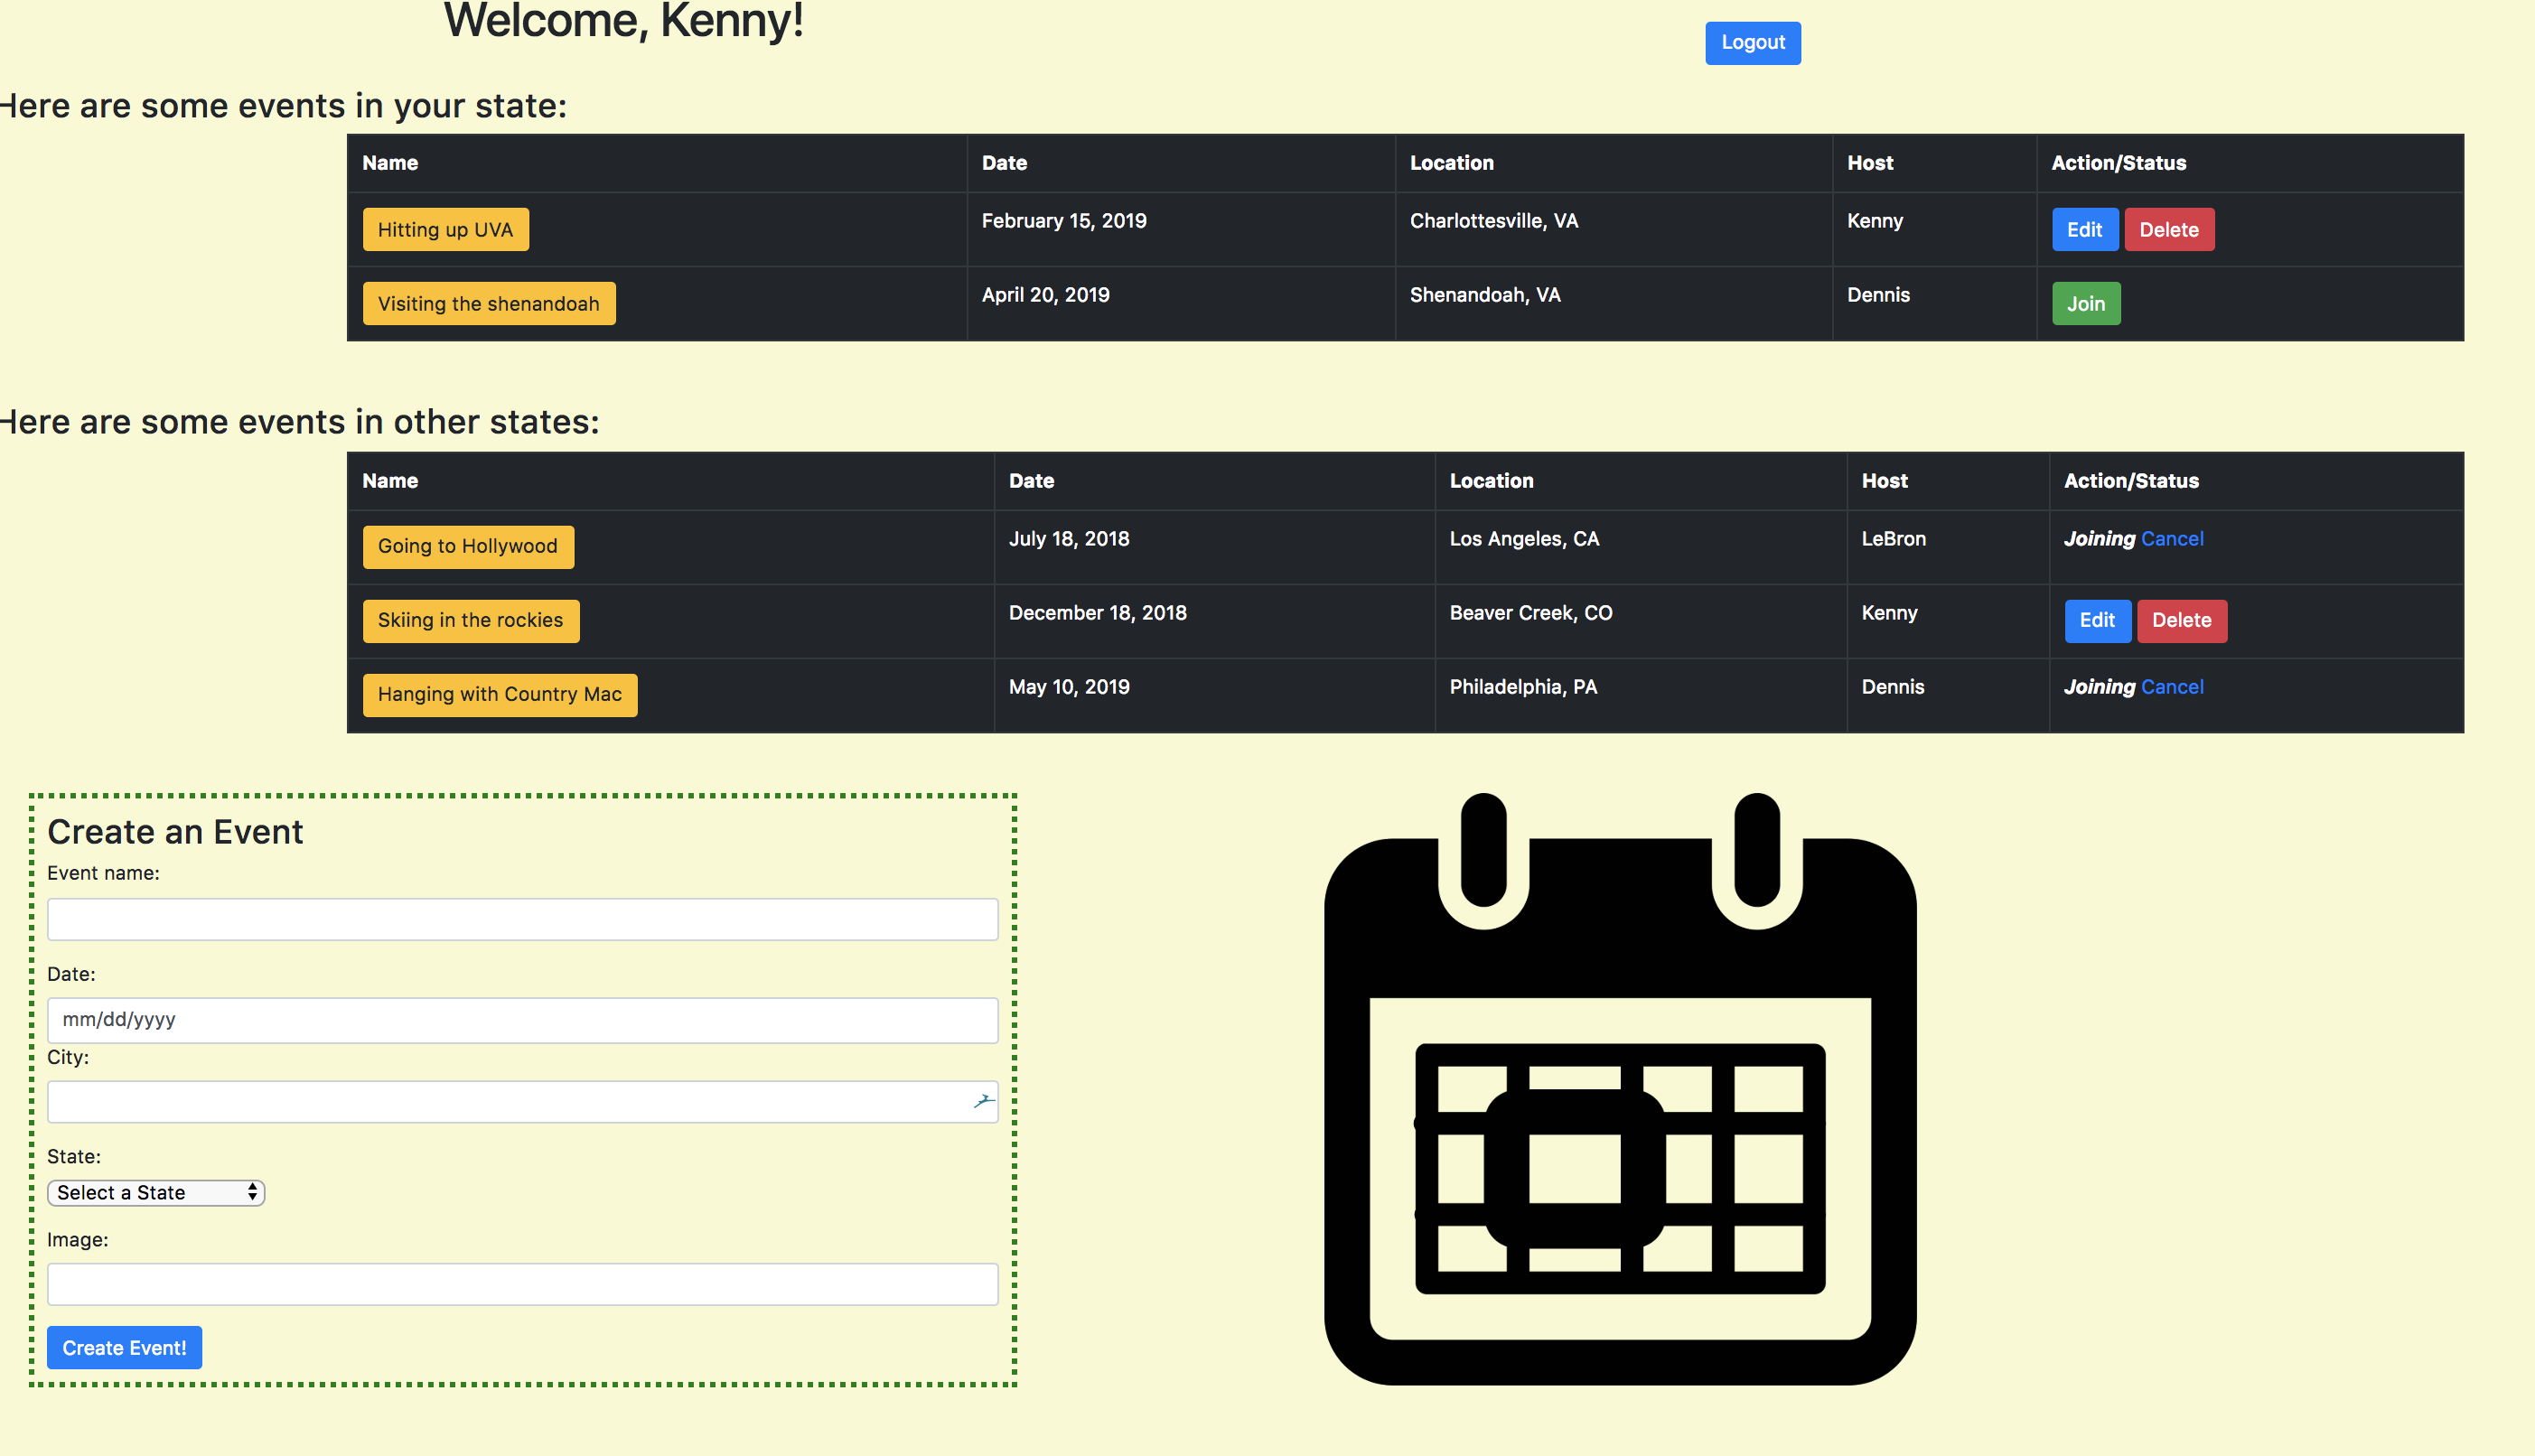 Welcome, Kenny!
Logout
Here are some events in your state:
Name Date Location Host Action/Status
Hitting up UVA February 15, 2019 Charlottesville, VA Kenny Edit Delete
Visiting the shenandoah April 20, 2019 Shenandoah, VA Dennis Join
Here are some events in other states:
Name Date Location Host Action/Status
Going to Hollywood July 18, 2018 Los Angeles, CA LeBron Joining Cancel
Skiing in the rockies December 18, 2018 Beaver Creek, CO Kenny Edit Delete
Hanging with Country Mac May 10, 2019 Philadelphia, PA Dennis Joining Cancel
Create an Event
Event name:
Date:
mm/dd/yyyy
City:
State:
Select a State
Image:
Create Event!